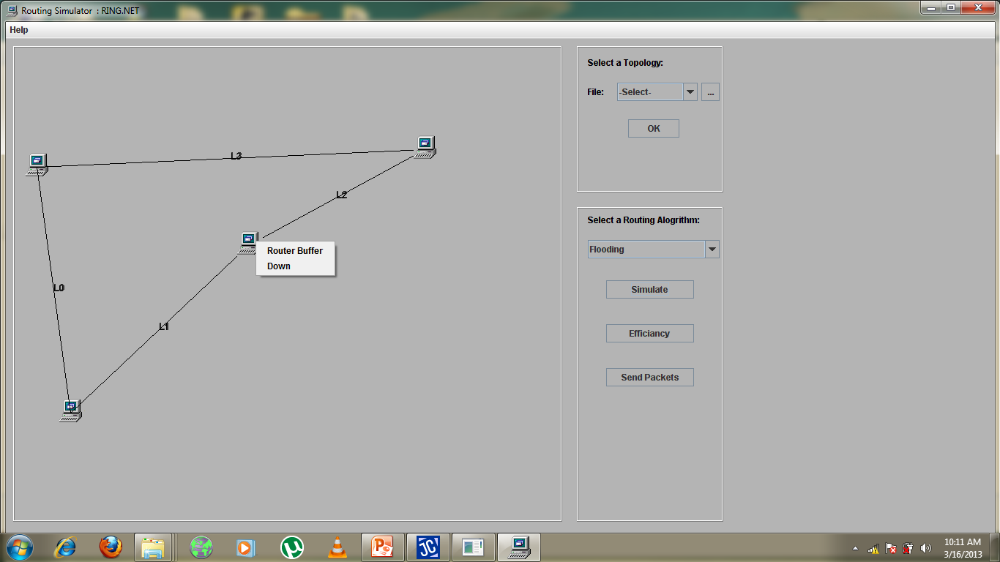 Routing Simulator : RING.NET
Help
L3
L2
L0
L1
Router Buffer
Down
Select a Topology:
File:
-Select-
...
OK
Select a Routing Alogrithm:
Flooding
Simulate
Efficiancy
Send Packets
P
JC
10:11 AM
3/16/2013